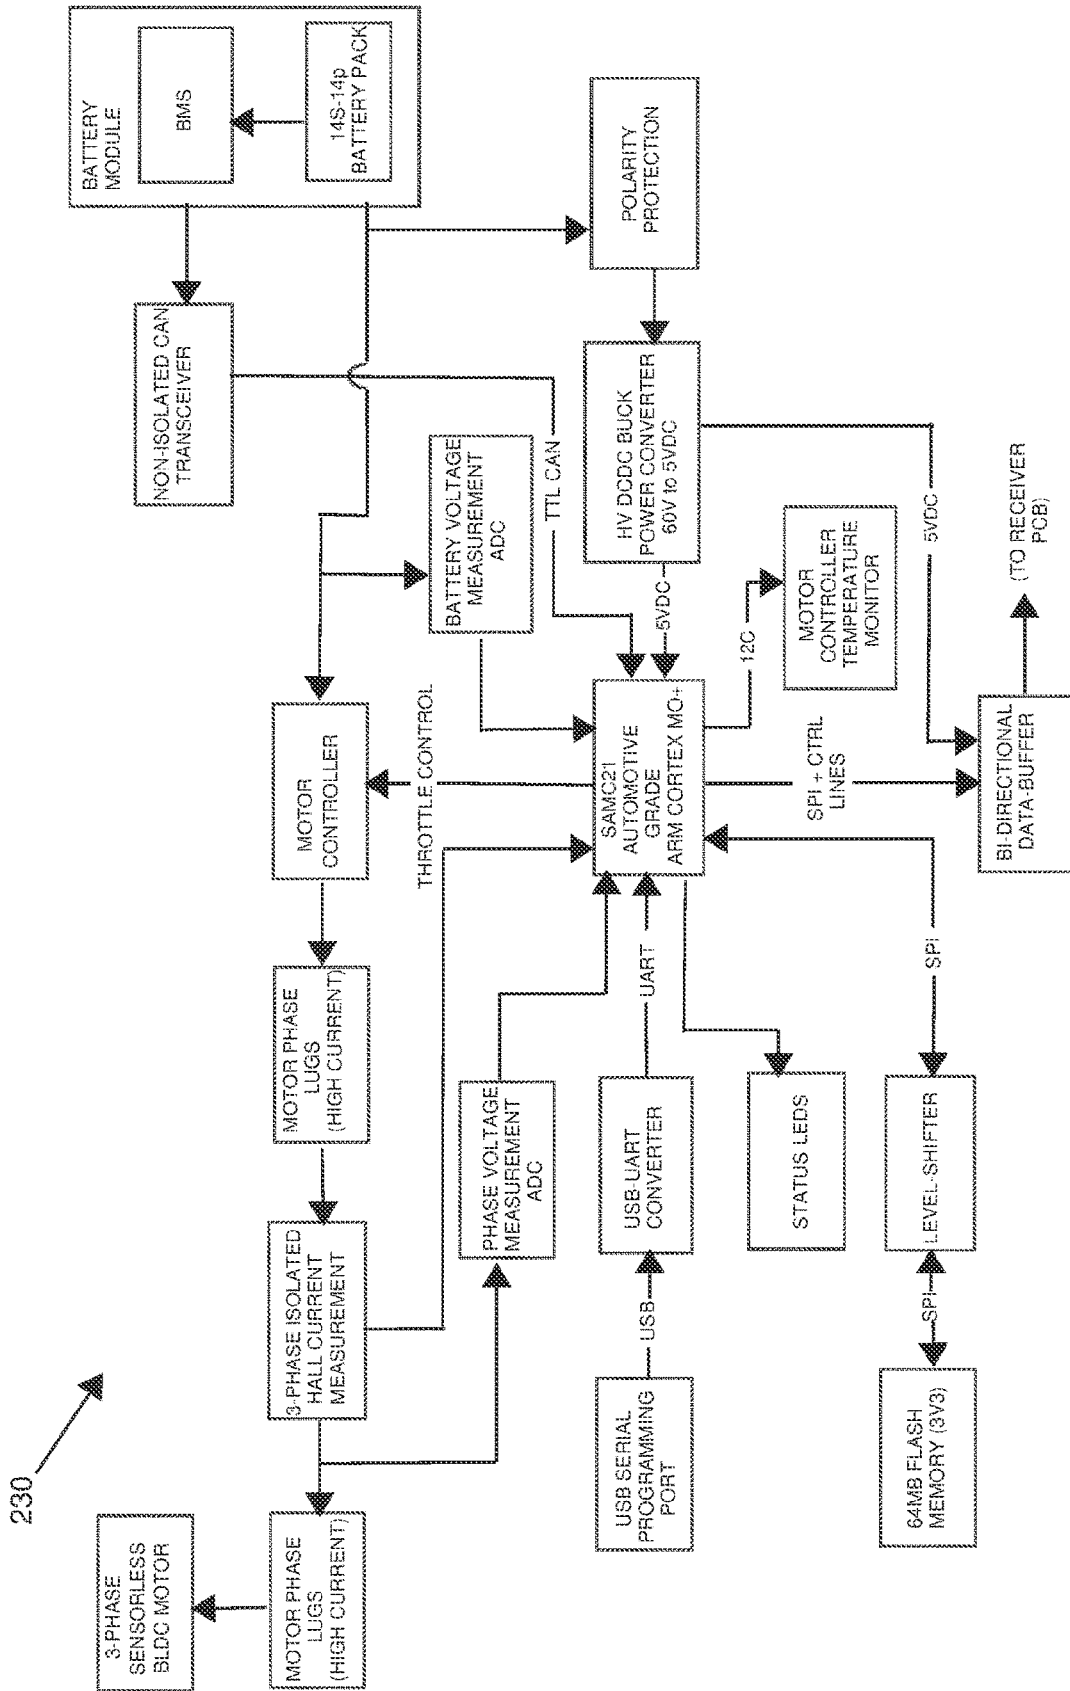 230
3-PHASE
SENSORLESS
BLDC MOTOR
MOTOR PHASE
LUGS
(HIGH CURRENT)
3-PHASE ISOLATED
HALL CURRENT
MEASUREMENT
MOTOR PHASE
LUGS
(HIGH CURRENT)
MOTOR
CONTROLLER
THROTTLE CONTROL
NON-ISOLATED CAN
TRANSCEIVER
BATTERY
MODULE
BMS
14S-14p
BATTERY PACK
PHASE VOLTAGE
MEASUREMENT
ADC
BATTERY VOLTAGE
MEASUREMENT
ADC
TTL CAN
USB SERIAL
PROGRAMMING
PORT
USB
USB-UART
CONVERTER
UART
SAMC21
AUTOMOTIVE
GRADE
ARM CORTEX MO+
5VDC
HV DCDC BUCK
POWER CONVERTER
60V to 5VDC
POLARITY
PROTECTION
STATUS LEDS
12C
MOTOR
CONTROLLER
TEMPERATURE
MONITOR
SPI + CTRL
LINES
64MB FLASH
MEMORY (3V3)
SPI
LEVEL-SHIFTER
SPI
5VDC
BI-DIRECTIONAL
DATA-BUFFER
(TO RECEIVER
PCB)